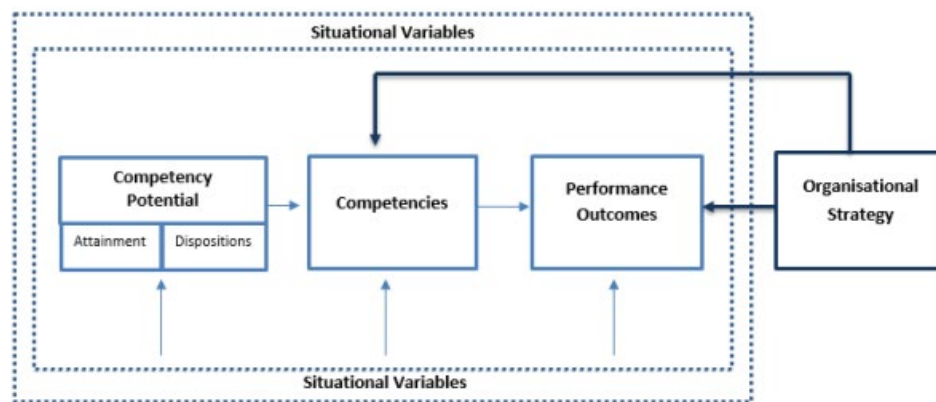 Situational Variables
Competency
Potential
Attainment
Dispositions
Competencies
Performance
Outcomes
Organisational
Strategy
Situational Variables